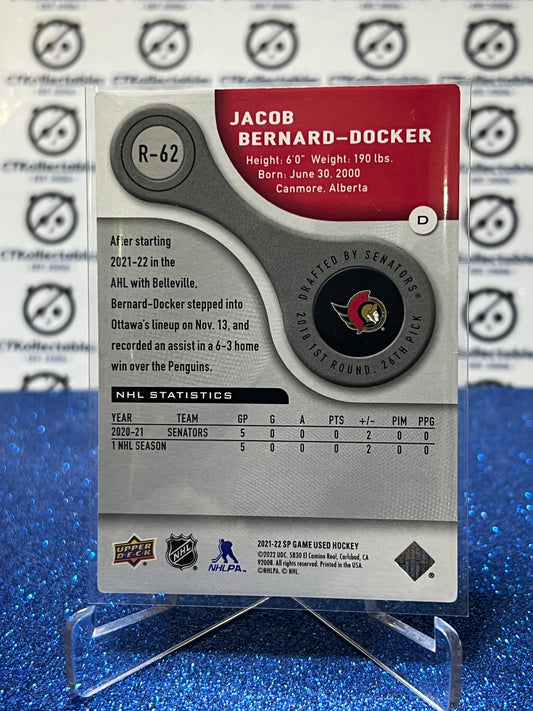 CTKollectables
JACOB
BERNARD-DOCKER
Height: 6'0" Weight: 190 lbs.
Born: June 30, 2000
Canmore, Alberta
R-62
D
After starting
2021-22 in the
AHL with Belleville,
Bernard-Docker stepped into
Ottawa's lineup on Nov. 13, and
recorded an assist in a 6-3 home
win over the Penguins.
DRAFTED BY SENATORS®
2018 1ST ROUND, 26TH PICK
NHL STATISTICS
YEAR TEAM GP G A PTS +/- PIM PPG
2020-21 SENATORS 5 0 0 0 2 0 0
1 NHL SEASON 5 0 0 0 2 0 0
UPPER DECK
NHL
NHLPA
2021-22 SP GAME USED HOCKEY
©2022 UDC. 5830 El Camino Real, Carlsbad, CA
92008. All rights reserved. Printed in the USA.
©NHLPA. © NHL.